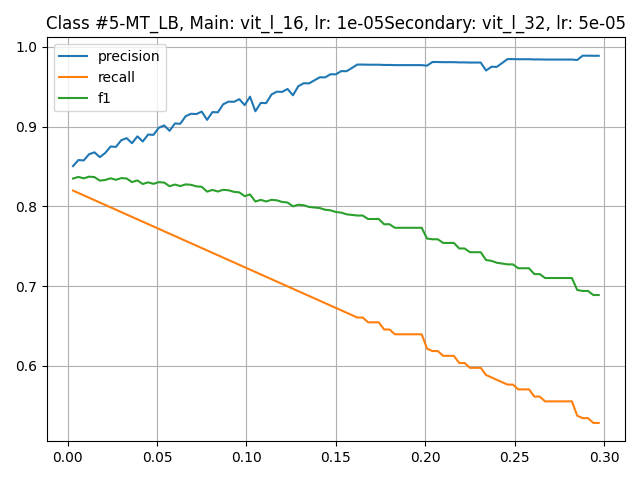 Class #5-MT_LB, Main: vit_l_16, lr: 1e-05Secondary: vit_l_32, lr: 5e-05
precision
recall
f1
1.0
0.9
0.8
0.7
0.6
0.00 0.05 0.10 0.15 0.20 0.25 0.30